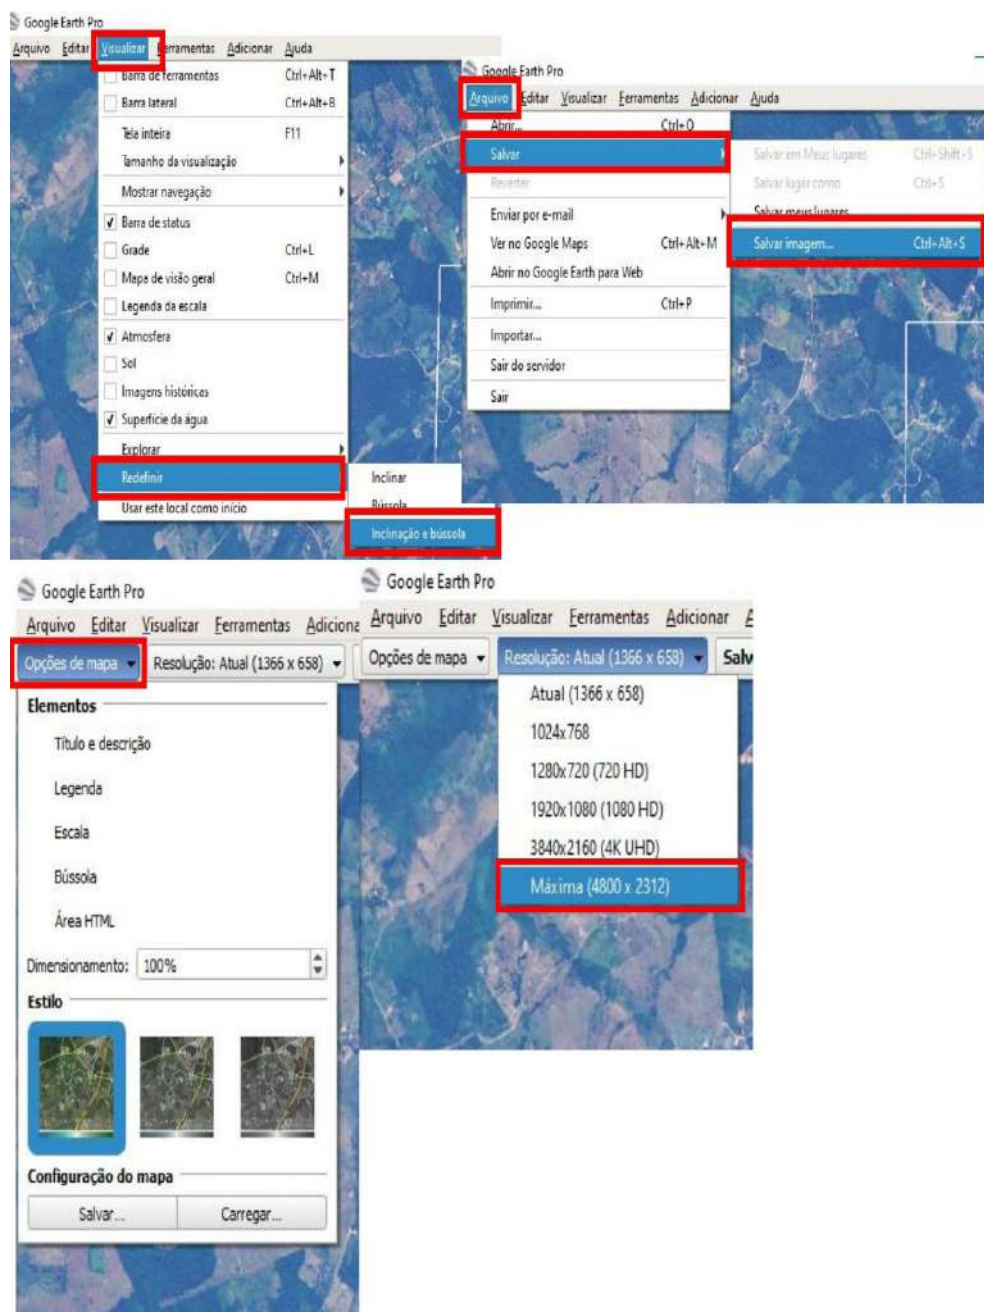 Google Earth Pro
Arquivo Editar Visualizar Ferramentas Adicionar Ajuda
Barra de ferramentas Ctrl+Alt+T
Barra lateral Ctrl+Alt+B
Tela inteira F11
Tamanho da visualização
Mostrar navegação
Barra de status
Grade Ctrl+L
Mapa de visão geral Ctrl+M
Legenda da escala
Atmosfera
Sol
Imagens históricas
Superfície da água
Explorar
Redefinir
Usar este local como início
Inclinar
Bússola
Inclinação e bússola
Google Earth Pro
Arquivo Editar Visualizar Ferramentas Adicionar Ajuda
Abrir... Ctrl+O
Salvar
Reverter
Enviar por e-mail
Ver no Google Maps Ctrl+Alt+M
Abrir no Google Earth para Web
Imprimir... Ctrl+P
Importar...
Sair do servidor
Sair
Salvar em Meus lugares Ctrl+Shift+S
Salvar lugar como Ctrl+S
Salvar meus lugares
Salvar imagem... Ctrl+Alt+S
Google Earth Pro
Arquivo Editar Visualizar Ferramentas Adiciona
Opções de mapa Resolução: Atual (1366 x 658)
Elementos
Título e descrição
Legenda
Escala
Bússola
Área HTML
Dimensionamento: 100%
Estilo
Configuração do mapa
Salvar... Carregar...
Google Earth Pro
Arquivo Editar Visualizar Ferramentas Adicionar A
Opções de mapa Resolução: Atual (1366 x 658) Salv
Atual (1366 x 658)
1024x768
1280x720 (720 HD)
1920x1080 (1080 HD)
3840x2160 (4K UHD)
Máxima (4800 x 2312)